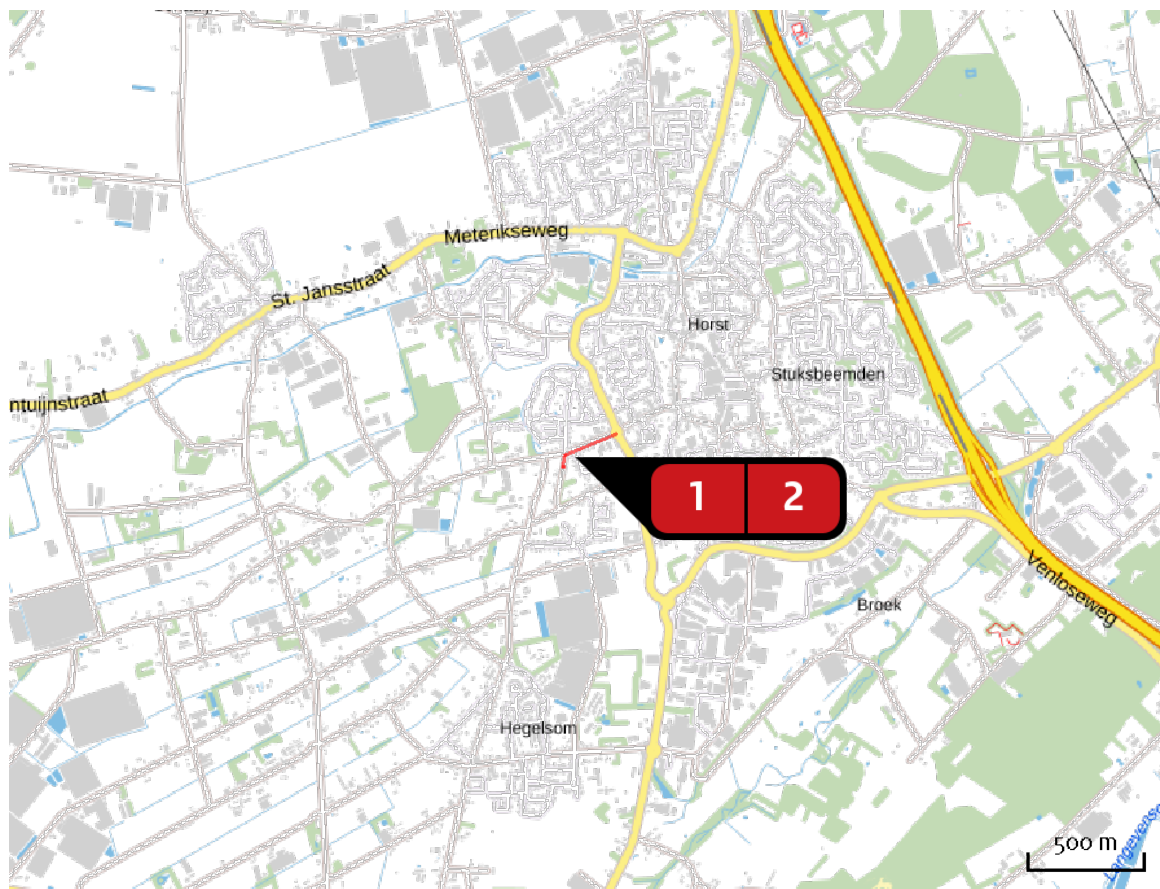 Meterikseweg
St. Jansstraat
Horst
Stuksbeemden
ntuijnstraat
1 2
Venloseweg
Broek
Hegelsom
500 m